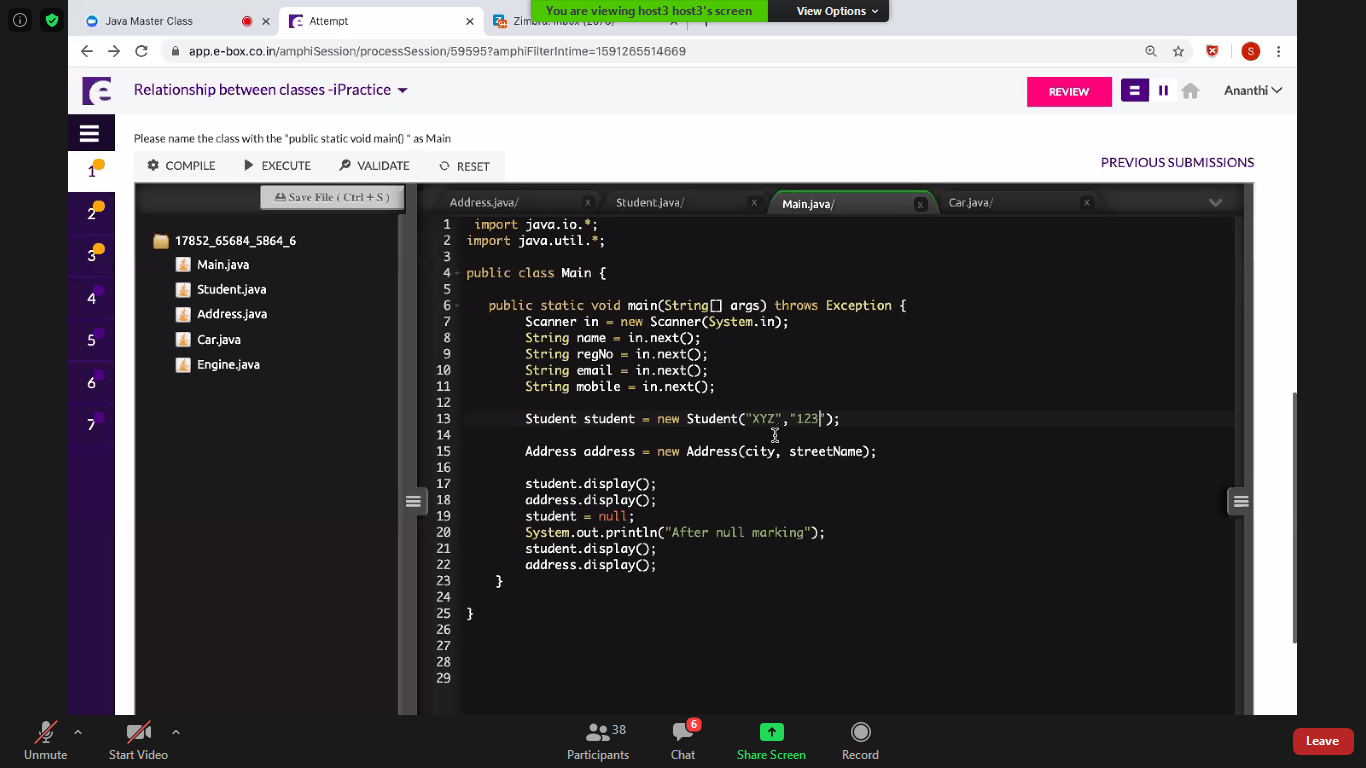 You are viewing host3 host3's screen
View Options
Java Master Class
Attempt
app.e-box.co.in/amphiSession/processSession/59595?amphiFilterIntime=1591265514669
S
Relationship between classes -iPractice
REVIEW
Ananthi
Please name the class with the "public static void main() " as Main
COMPILE
EXECUTE
VALIDATE
RESET
PREVIOUS SUBMISSIONS
1
2
3
4
5
6
7
Save File ( Ctrl + S )
17852_65684_5864_6
Main.java
Student.java
Address.java
Car.java
Engine.java
Address.java/ x
Student.java/ x
Main.java/ x
Car.java/ x
1 import java.io.*;
2 import java.util.*;
3
4 public class Main {
5
6 public static void main(String[] args) throws Exception {
7 Scanner in = new Scanner(System.in);
8 String name = in.next();
9 String regNo = in.next();
10 String email = in.next();
11 String mobile = in.next();
12
13 Student student = new Student("XYZ","123");
14
15 Address address = new Address(city, streetName);
16
17 student.display();
18 address.display();
19 student = null;
20 System.out.println("After null marking");
21 student.display();
22 address.display();
23 }
24
25 }
26
27
28
29
Unmute
Start Video
Participants
38
Chat
6
Share Screen
Record
Leave